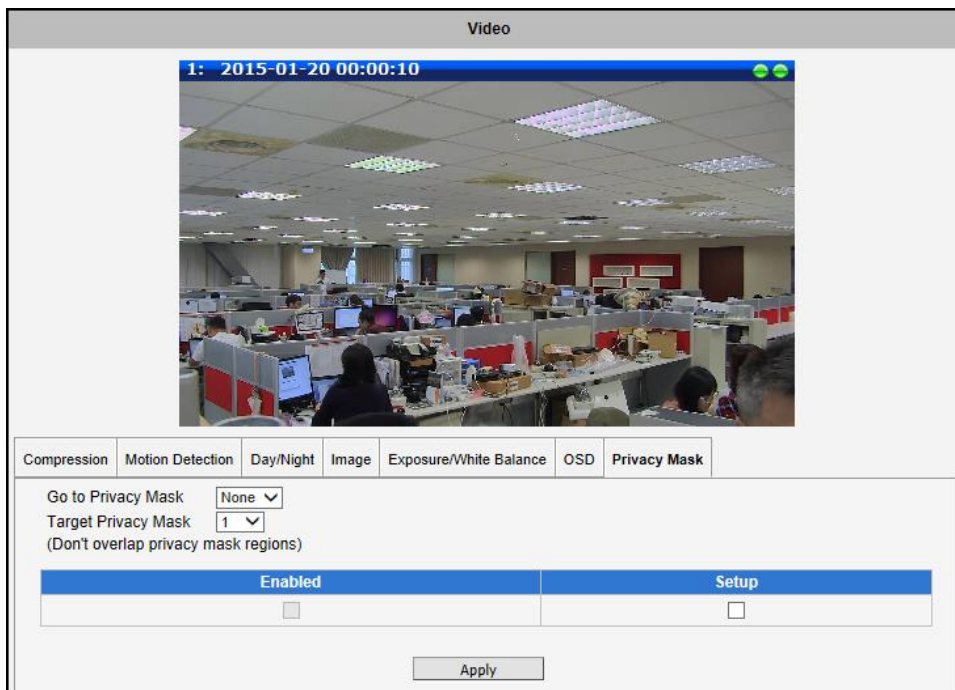 Video
1: 2015-01-20 00:00:10
Compression Motion Detection Day/Night Image Exposure/White Balance OSD Privacy Mask
Go to Privacy Mask None
Target Privacy Mask 1
(Don't overlap privacy mask regions)
Enabled Setup
Apply